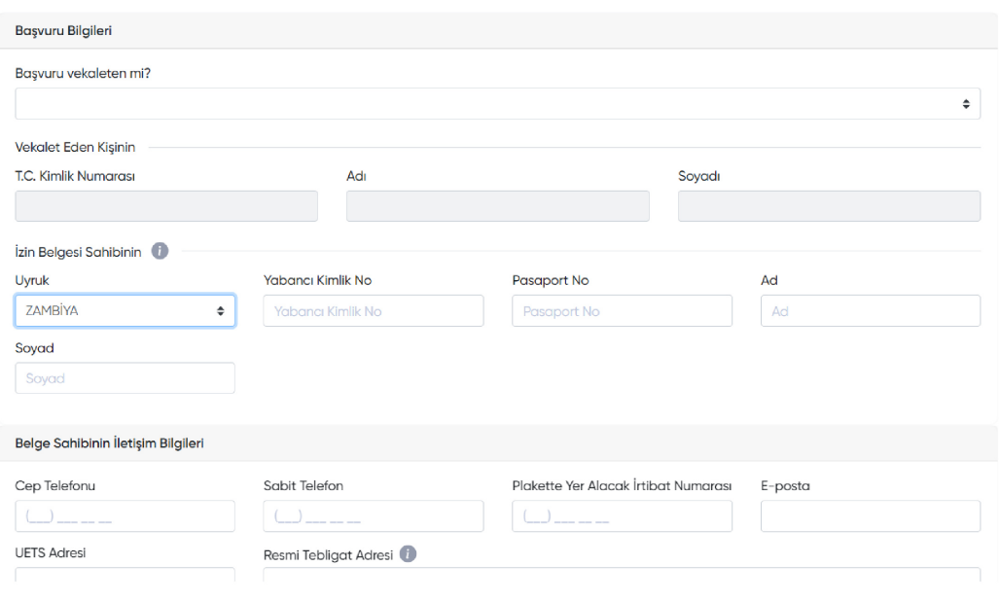 Başvuru Bilgileri
Başvuru vekaleten mi?
Vekalet Eden Kişinin
T.C. Kimlik Numarası Adı Soyadı
İzin Belgesi Sahibinin i
Uyruk Yabancı Kimlik No Pasaport No Ad
ZAMBİYA Yabancı Kimlik No Pasaport No Ad
Soyad
Soyad
Belge Sahibinin İletişim Bilgileri
Cep Telefonu Sabit Telefon Plakette Yer Alacak İrtibat Numarası E-posta
(___) ___ __ __ (___) ___ __ __ (___) ___ __ __
UETS Adresi Resmi Tebligat Adresi i